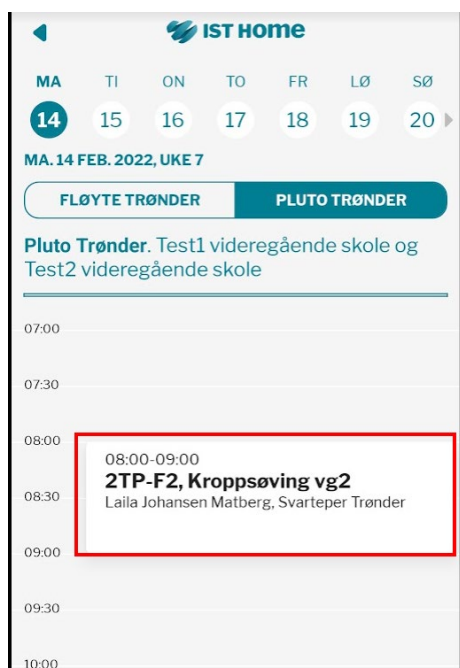 IST Home
MA TI ON TO FR LØ SØ
14 15 16 17 18 19 20
MA. 14 FEB. 2022, UKE 7
FLØYTE TRØNDER PLUTO TRØNDER
Pluto Trønder. Test1 videregående skole og
Test2 videregående skole
07:00
07:30
08:00
08:00-09:00
2TP-F2, Kroppsøving vg2
08:30
Laila Johansen Matberg, Svarteper Trønder
09:00
09:30
10:00